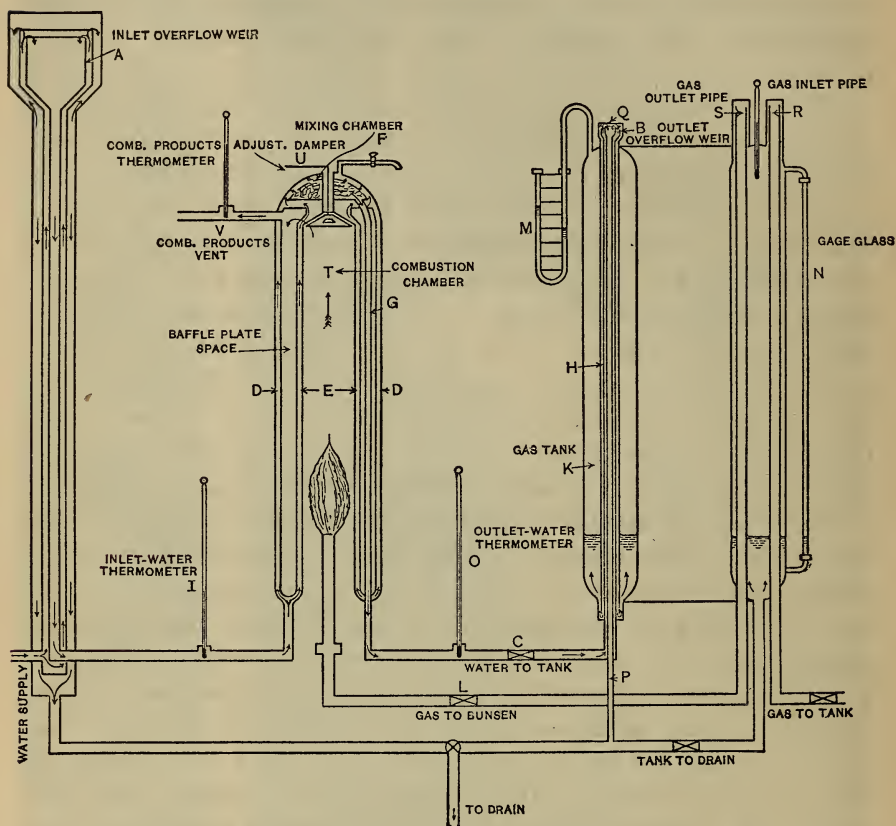 INLET OVERFLOW WEIR
A
COMB. PRODUCTS
THERMOMETER
ADJUST. DAMPER
U
MIXING CHAMBER
F
V
COMB. PRODUCTS
VENT
T
COMBUSTION
CHAMBER
G
BAFFLE PLATE
SPACE
D
E
D
INLET-WATER
THERMOMETER
I
WATER SUPPLY
O
OUTLET-WATER
THERMOMETER
C
WATER TO TANK
L
GAS TO BUNSEN
P
TO DRAIN
TANK TO DRAIN
GAS TO TANK
M
Q
B
OUTLET
OVERFLOW WEIR
H
GAS TANK
K
GAS
OUTLET PIPE
S
GAS INLET PIPE
R
GAGE GLASS
N